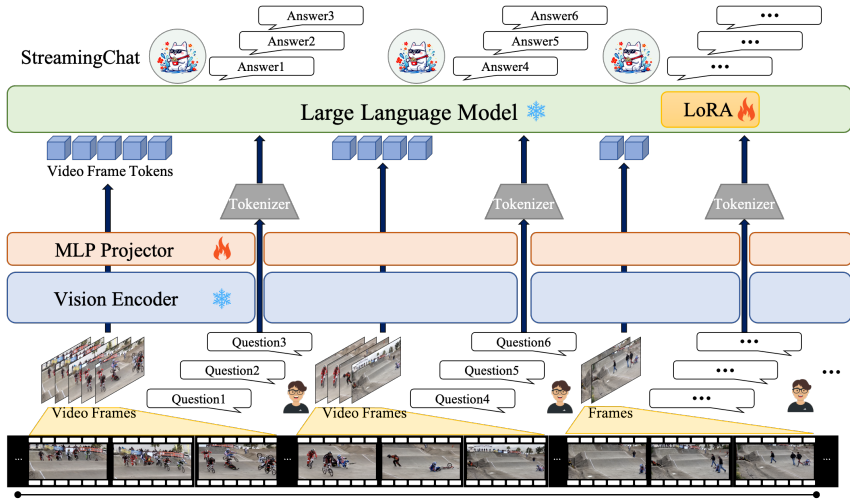 Answer3
Answer6
•••
StreamingChat
Answer2
Answer5
•••
Answer1
Answer4
•••
Large Language Model
LoRA
Video Frame Tokens
Tokenizer
Tokenizer
Tokenizer
MLP Projector
Vision Encoder
Question3
Question6
•••
Question2
Question5
•••
•••
Question1
Question4
•••
Video Frames
Video Frames
Frames
...
...
...
...